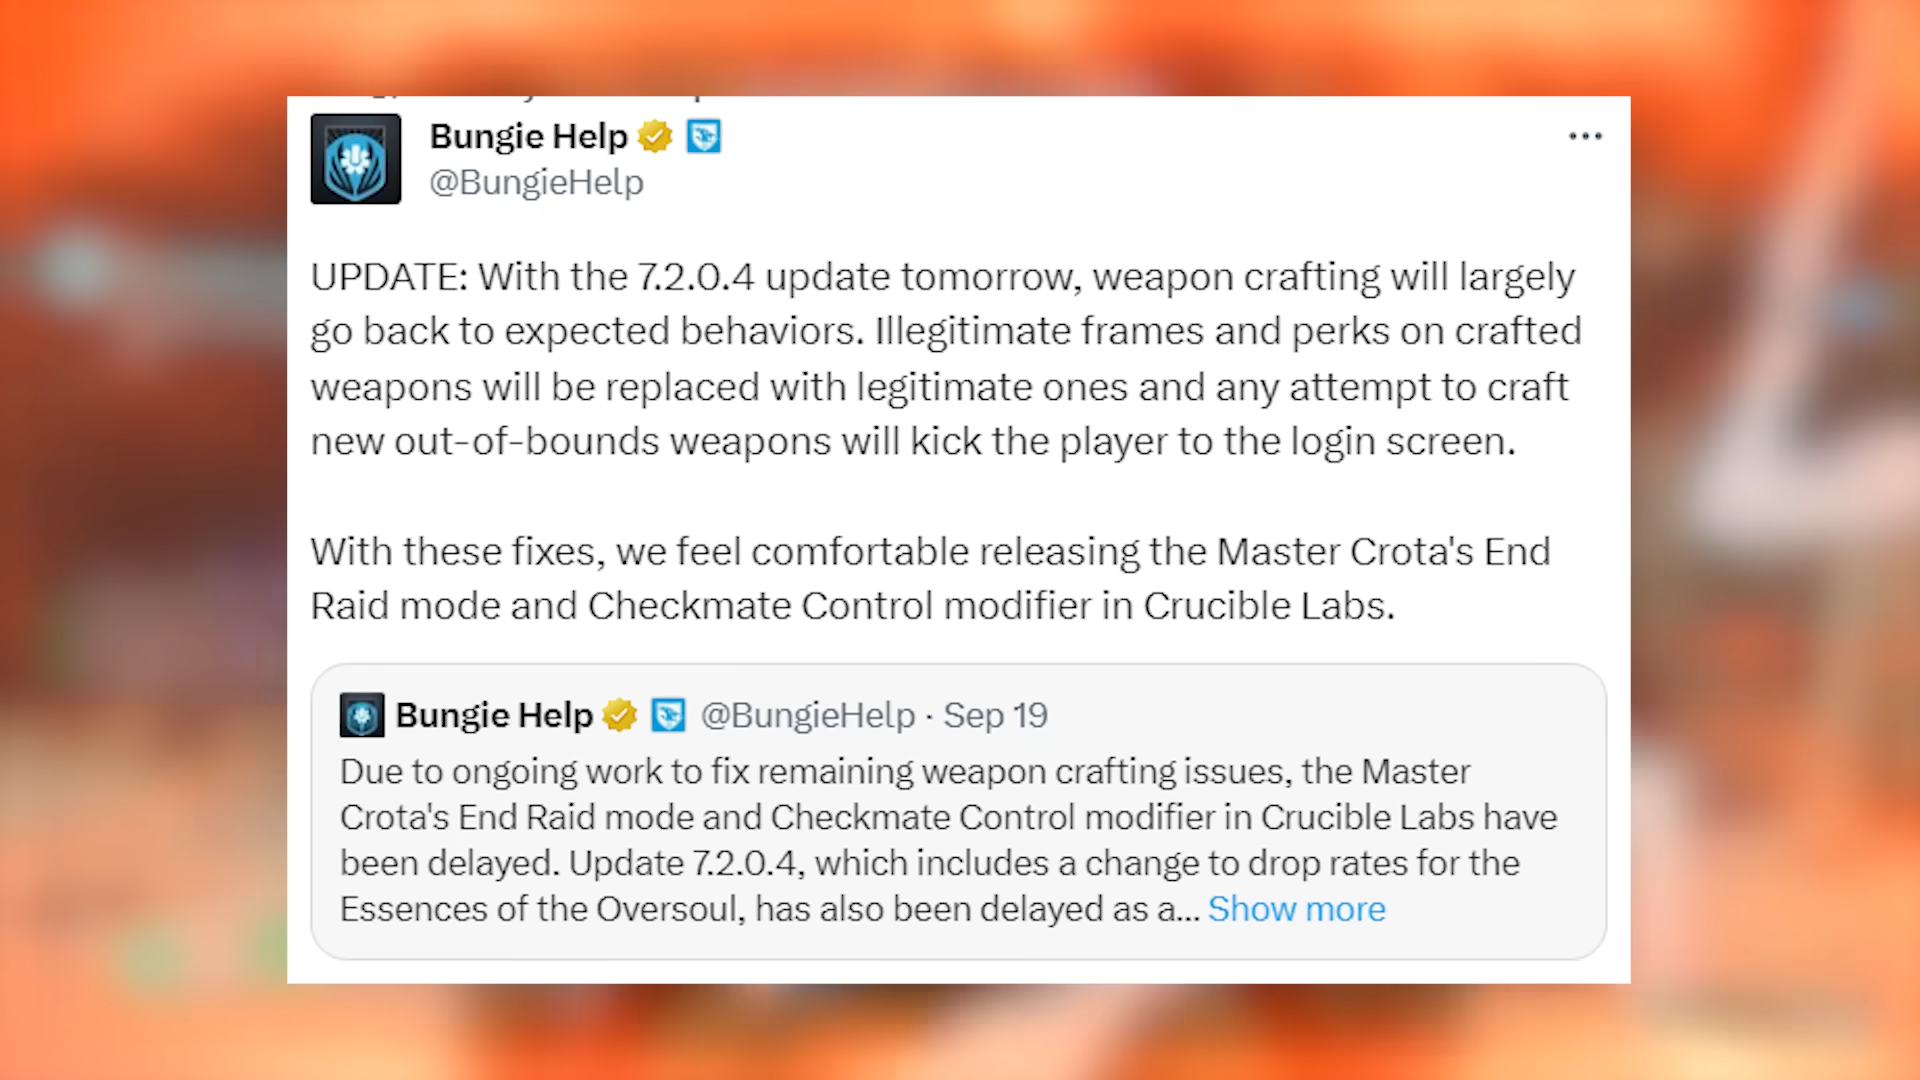 Bungie Help
@BungieHelp
UPDATE: With the 7.2.0.4 update tomorrow, weapon crafting will largely
go back to expected behaviors. Illegitimate frames and perks on crafted
weapons will be replaced with legitimate ones and any attempt to craft
new out-of-bounds weapons will kick the player to the login screen.
With these fixes, we feel comfortable releasing the Master Crota's End
Raid mode and Checkmate Control modifier in Crucible Labs.
Bungie Help @BungieHelp · Sep 19
Due to ongoing work to fix remaining weapon crafting issues, the Master
Crota's End Raid mode and Checkmate Control modifier in Crucible Labs have
been delayed. Update 7.2.0.4, which includes a change to drop rates for the
Essences of the Oversoul, has also been delayed as a... Show more